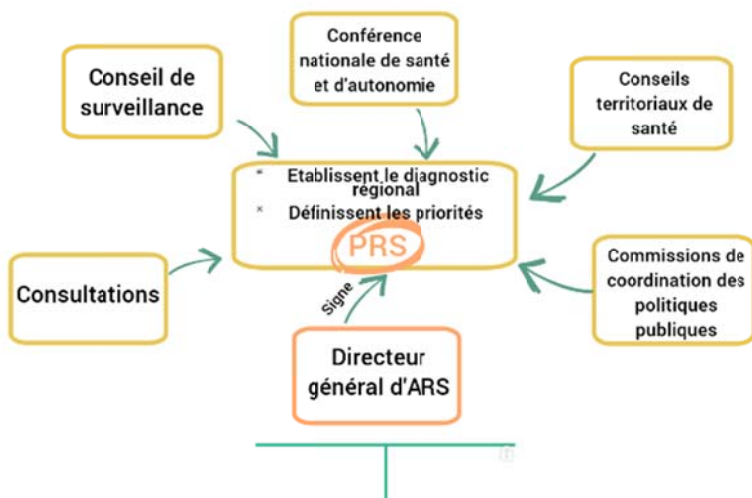 Conférence
nationale de santé
et d'autonomie
Conseil de
surveillance
Conseils
territoriaux de
santé
Etablissent le diagnostic
régional
× Définissent les priorités
PRS
Consultations
Commissions de
coordination des
politiques
publiques
Signe
Directeur
général d'ARS